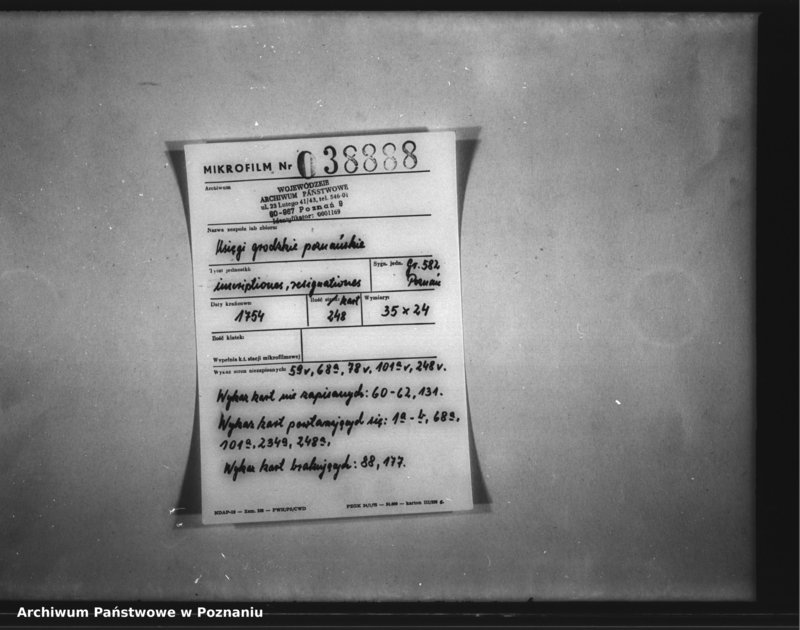 MIKROFILM Nr 038888
Archiwum
WOJEWÓDZKIE
ARCHIWUM PAŃSTWOWE
ul. 23 Lutego 41/43, tel. 546-01
60-967 Poznań 9
Identyfikator: 0001169
Nazwa zespołu lub zbioru:
Księgi grodzkie poznańskie
Tytuł jednostki:
inscriptiones, resignationes
Sygn. jedn. Gr. 582
Poznań
Daty krańcowe:
1754
Ilość kart
248
Wymiary:
35 x 24
Ilość klatek:
Wypełnia k.t. stacji mikrofilmowej
Wykaz stron niezapisanych: 59v, 68a, 78v, 101a v, 248v.
Wykaz kart nie zapisanych: 60-62, 131.
Wykaz kart powtarzających się: 1a - b, 68a,
101a, 234a, 248a,
Wykaz kart brakujących: 88, 177.
Archiwum Państwowe w Poznaniu